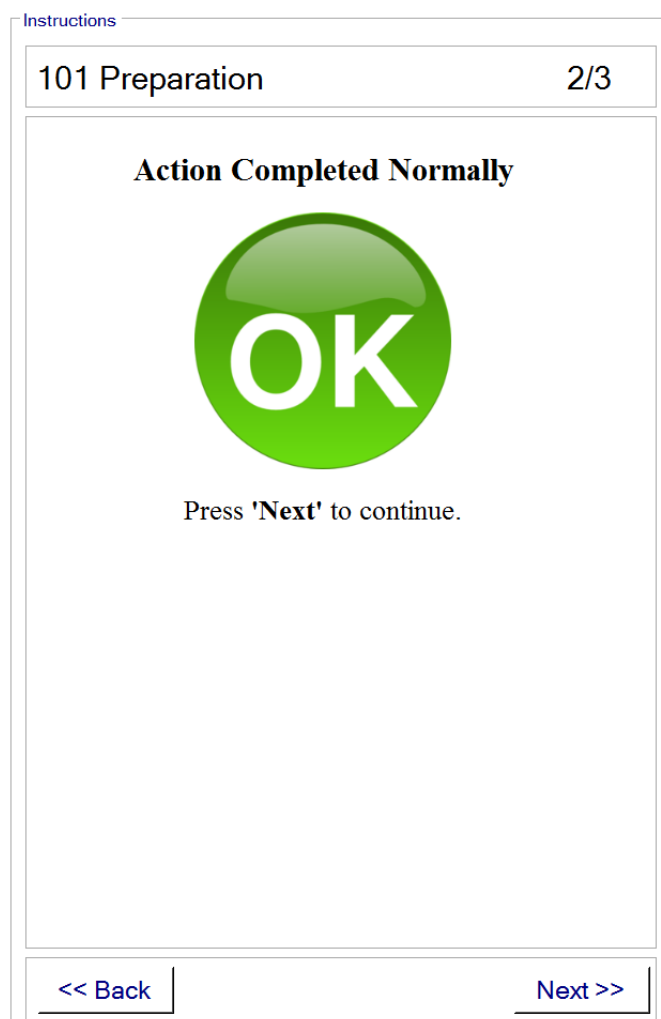 Instructions
101 Preparation 2/3
Action Completed Normally
OK
Press 'Next' to continue.
<< Back Next >>